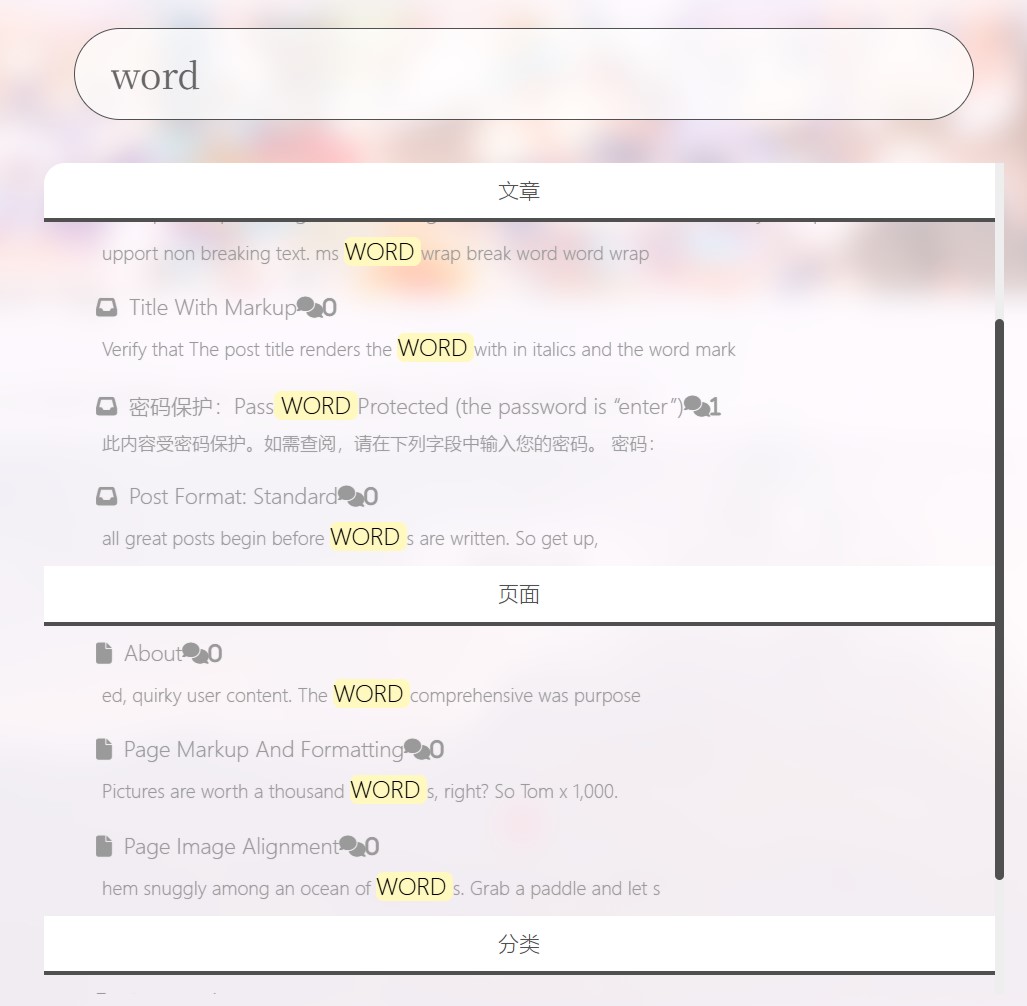 word
文章
upport non breaking text. ms WORD wrap break word word wrap
Title With Markup 0
Verify that The post title renders the WORD with in italics and the word mark
密码保护：Pass WORD Protected (the password is “enter”) 1
此内容受密码保护。如需查阅，请在下列字段中输入您的密码。 密码：
Post Format: Standard 0
all great posts begin before WORD s are written. So get up,
页面
About 0
ed, quirky user content. The WORD comprehensive was purpose
Page Markup And Formatting 0
Pictures are worth a thousand WORD s, right? So Tom x 1,000.
Page Image Alignment 0
hem snuggly among an ocean of WORD s. Grab a paddle and let s
分类